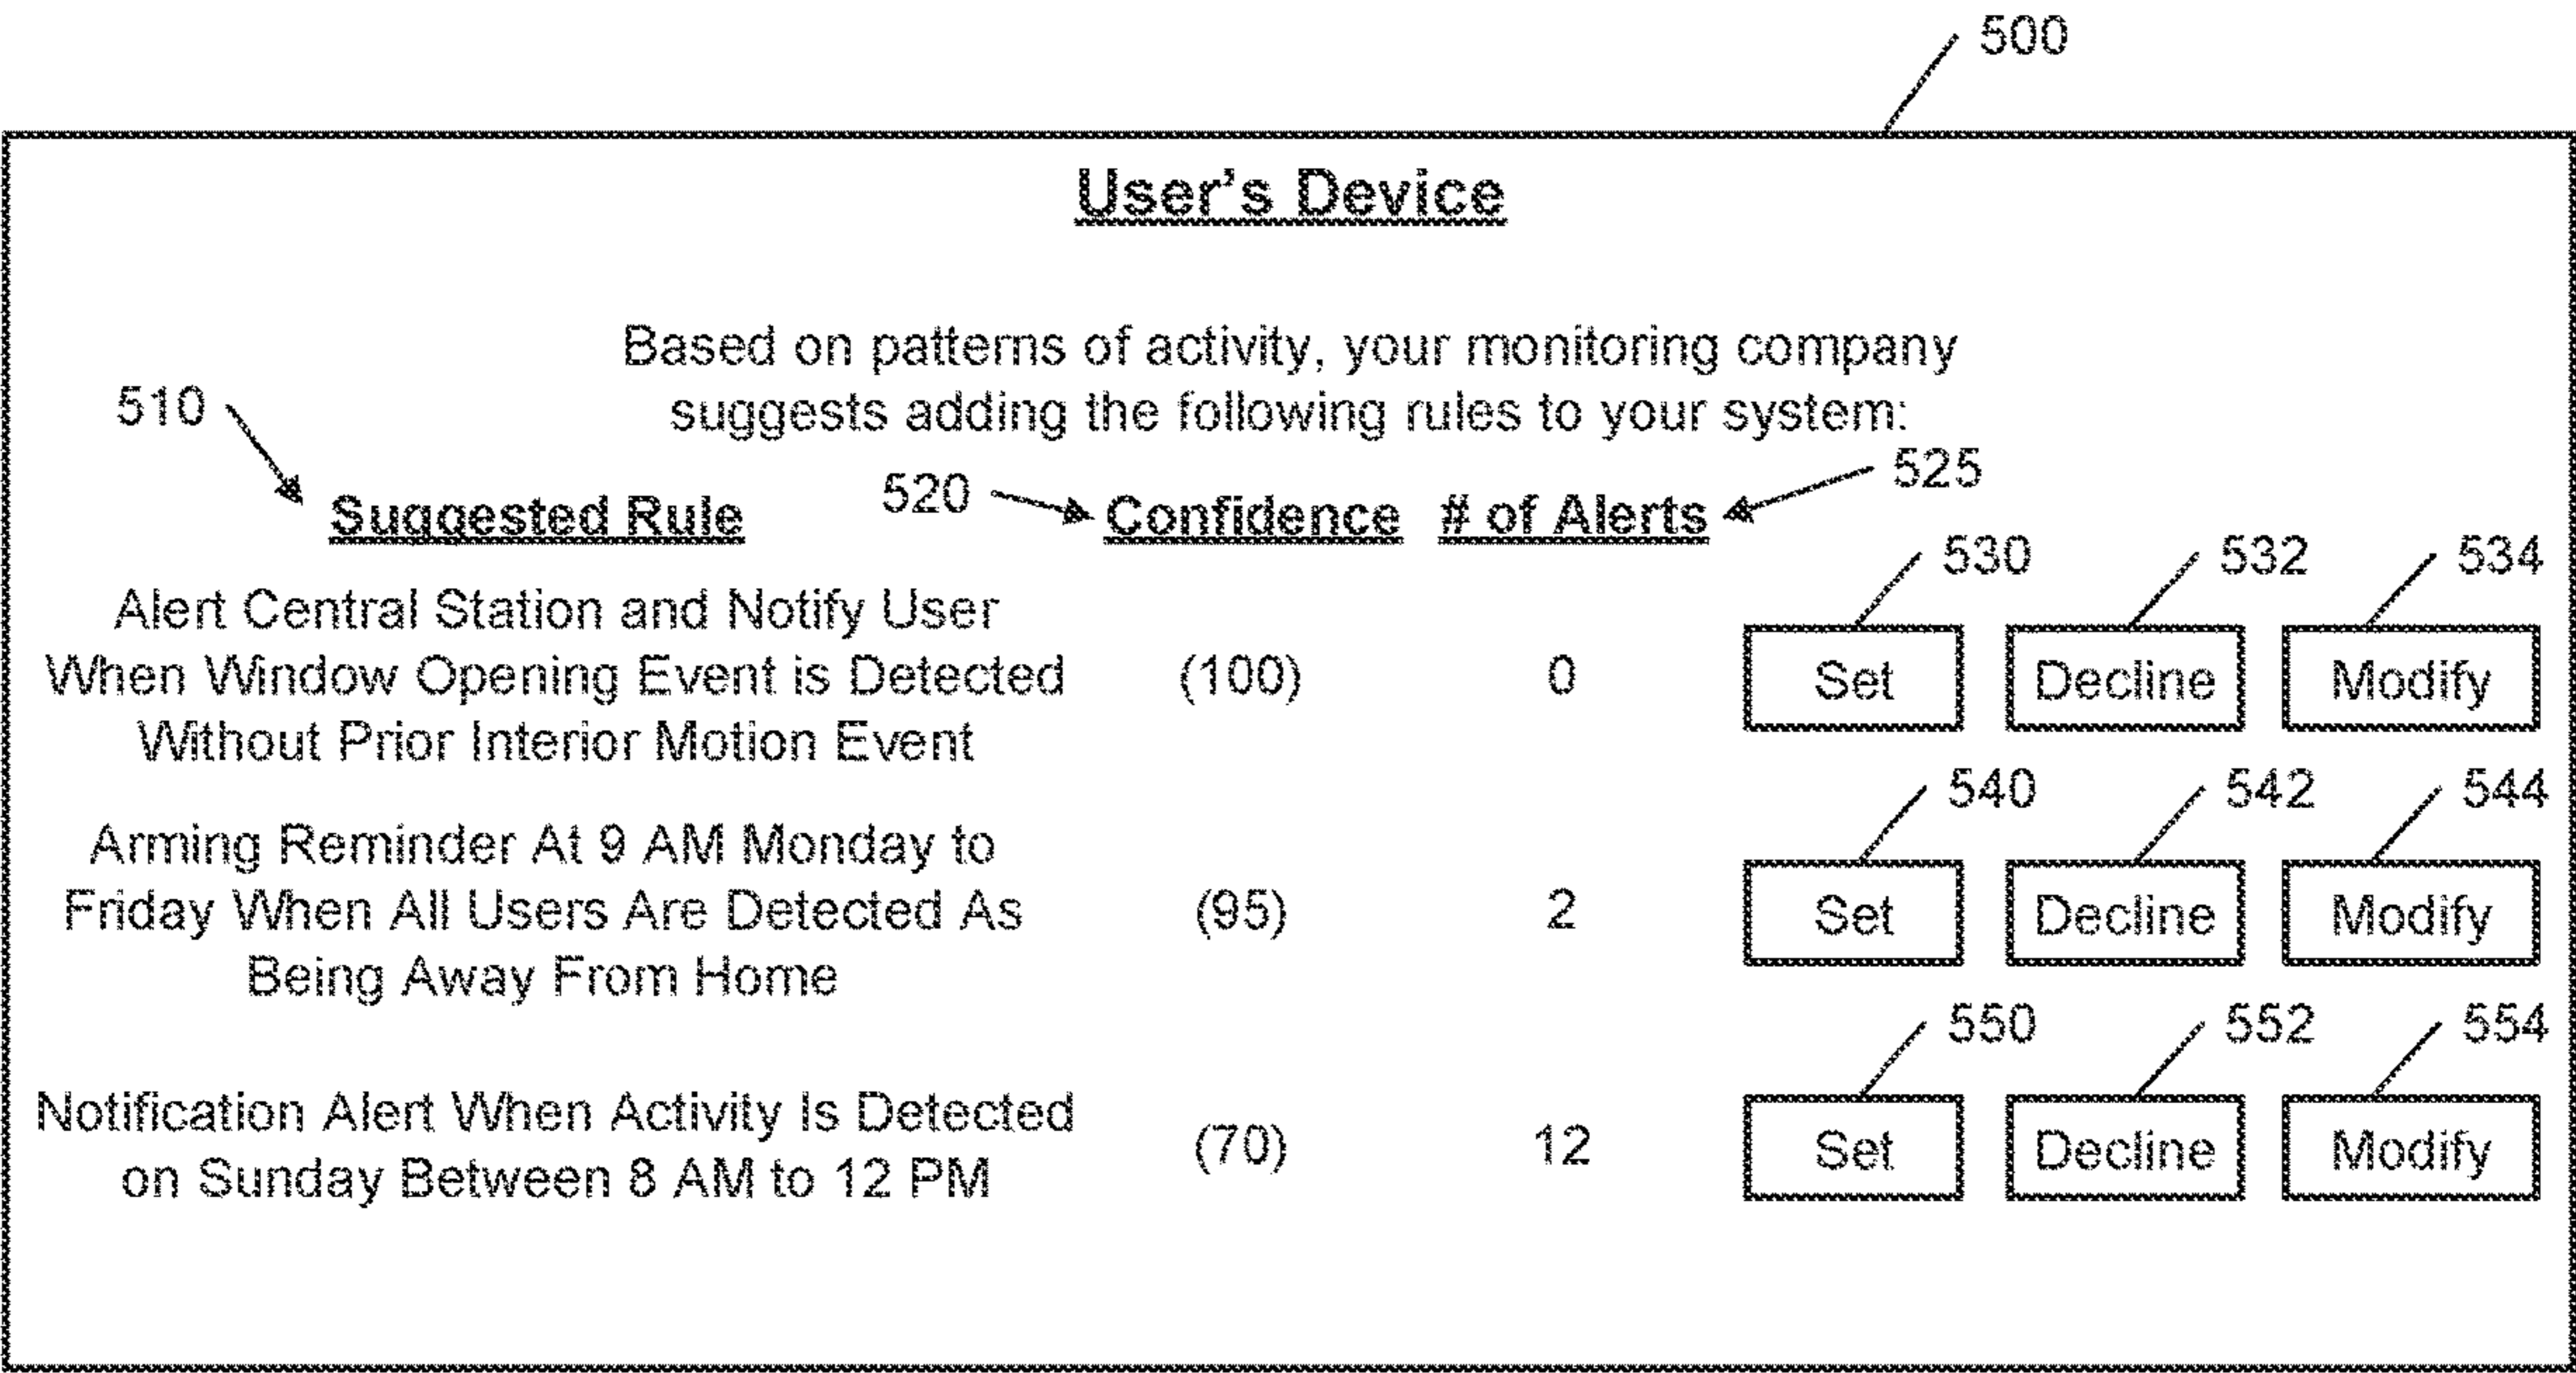 500
User's Device
Based on patterns of activity, your monitoring company
suggests adding the following rules to your system:
510
520
525
Suggested Rule
Confidence
# of Alerts
530
532
534
Alert Central Station and Notify User
When Window Opening Event is Detected
Without Prior Interior Motion Event
(100)
0
Set
Decline
Modify
540
542
544
Arming Reminder At 9 AM Monday to
Friday When All Users Are Detected As
Being Away From Home
(95)
2
Set
Decline
Modify
550
552
554
Notification Alert When Activity Is Detected
on Sunday Between 8 AM to 12 PM
(70)
12
Set
Decline
Modify